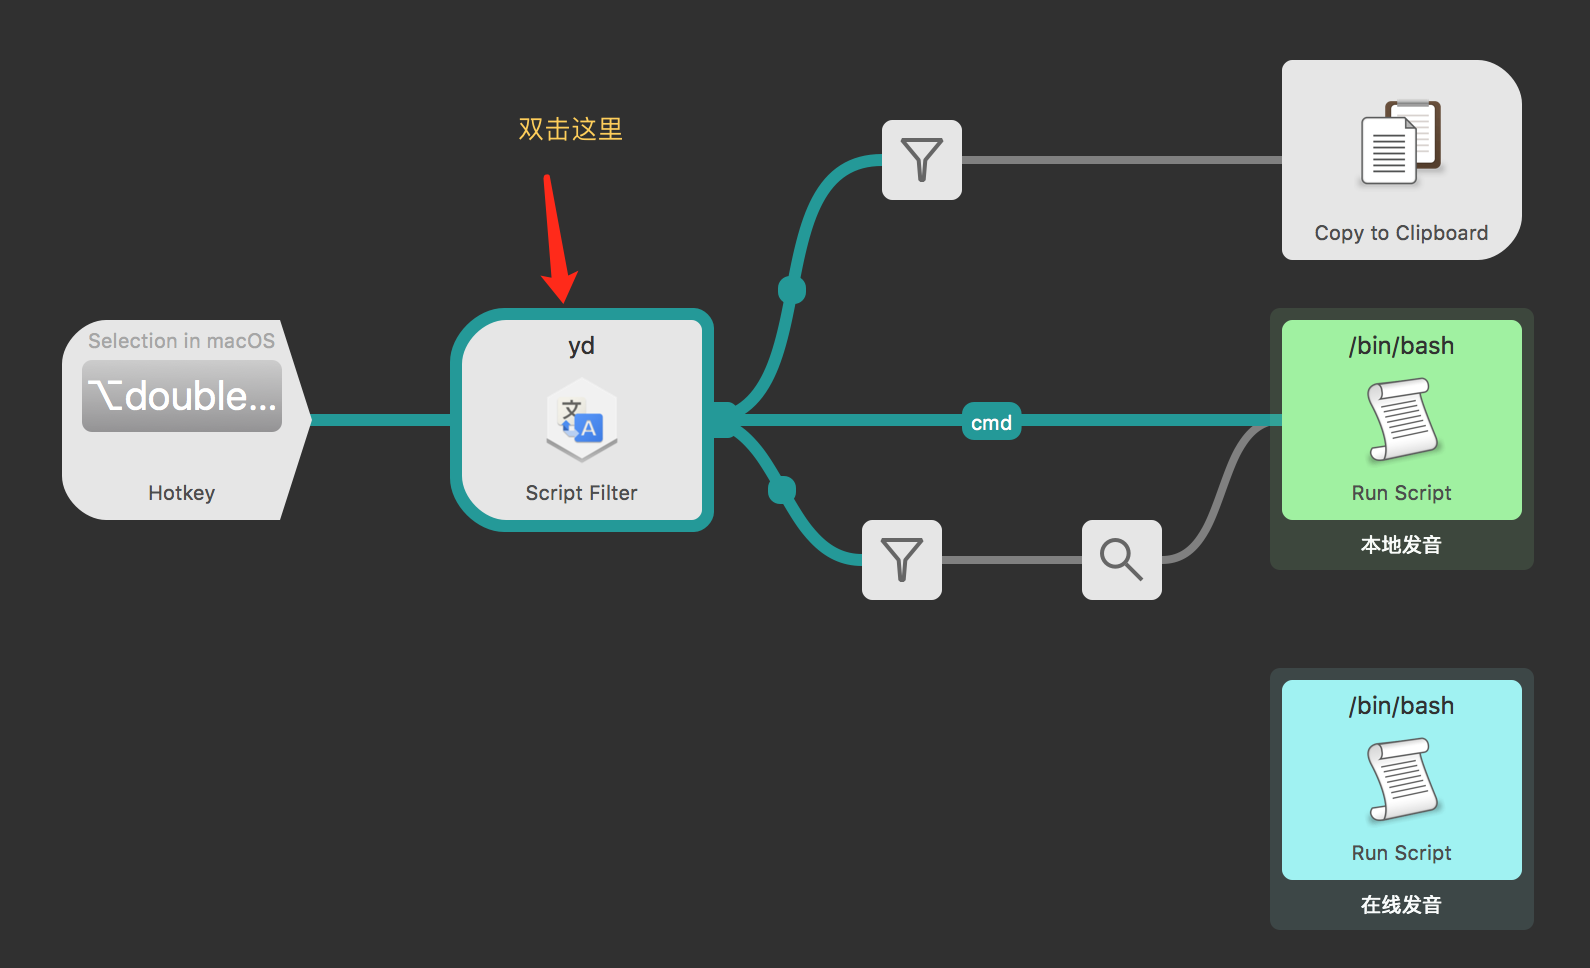 双击这里
Selection in macOS
⌥double...
Hotkey
yd
文
A
Script Filter
cmd
Copy to Clipboard
/bin/bash
Run Script
本地发音
/bin/bash
Run Script
在线发音